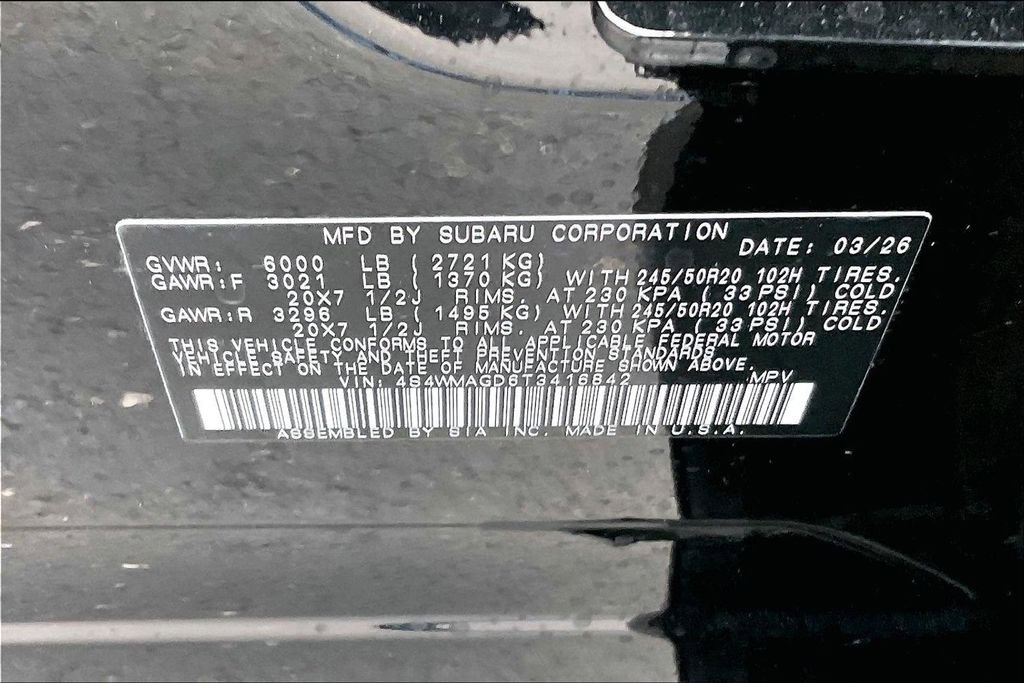 MFD BY SUBARU CORPORATION DATE: 03/26
GVWR: 6000 LB ( 2721 KG)
GAWR:F 3021 LB ( 1370 KG) WITH 245/50R20 102H TIRES.
20X7 1/2J RIMS. AT 230 KPA ( 33 PSI) COLD
GAWR:R 3296 LB ( 1495 KG) WITH 245/50R20 102H TIRES.
20X7 1/2J RIMS. AT 230 KPA ( 33 PSI) COLD
THIS VEHICLE CONFORMS TO ALL APPLICABLE FEDERAL MOTOR
VEHICLE SAFETY AND THEFT PREVENTION STANDARDS
IN EFFECT ON THE DATE OF MANUFACTURE SHOWN ABOVE.
VIN: 4S4WMAGD6T3416842 MPV
ASSEMBLED BY SIA INC. MADE IN U.S.A.